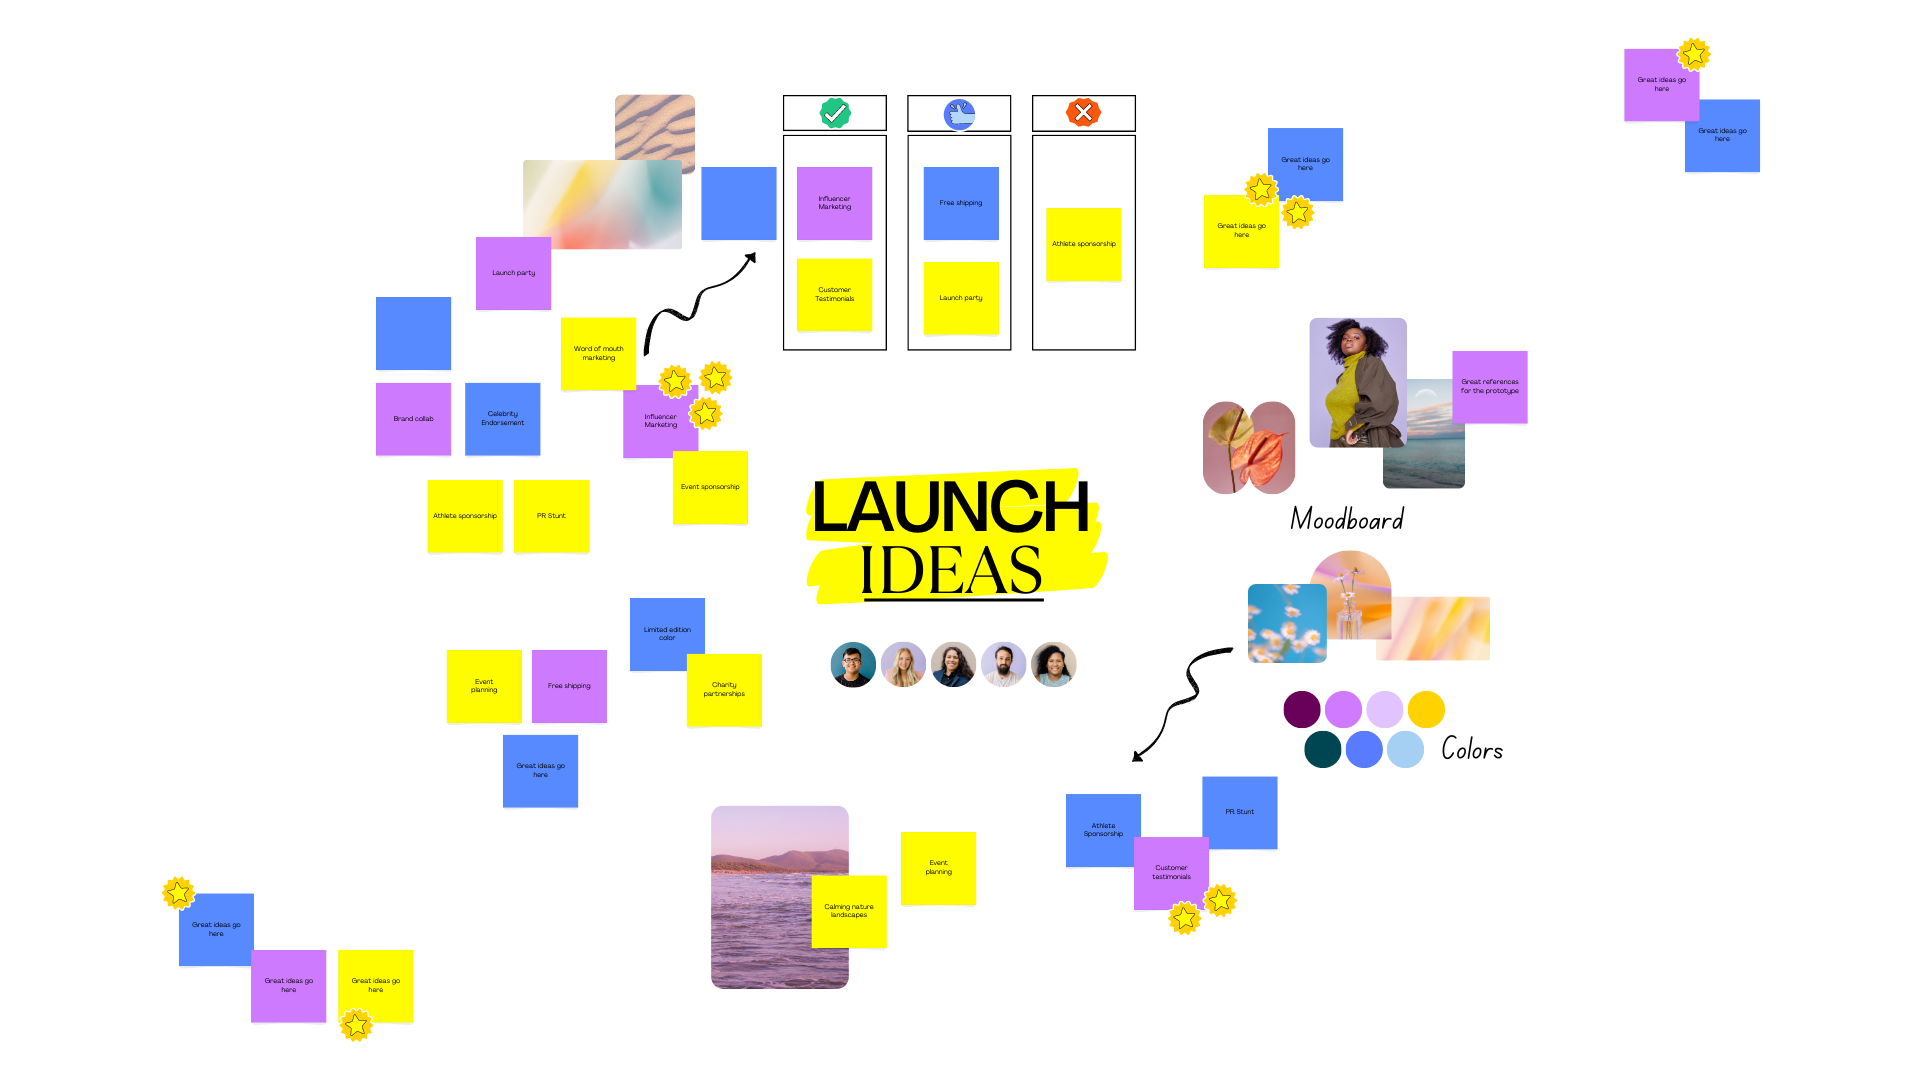 Great ideas go
here
Great ideas go
here
Great ideas go
here
Great ideas go
here
Influencer
Marketing
Customer
Testimonials
Free shipping
Launch party
Athlete sponsorship
Launch party
Word of mouth
marketing
Brand collab
Celebrity
Endorsement
Influencer
Marketing
Event sponsorship
Athlete sponsorship
PR Stunt
LAUNCH
IDEAS
Great references
for the prototype
Moodboard
Colors
Limited edition
color
Charity
partnerships
Event
planning
Free shipping
Great ideas go
here
Calming nature
landscapes
Event
planning
Athlete
Sponsorship
PR Stunt
Customer
testimonials
Great ideas go
here
Great ideas go
here
Great ideas go
here